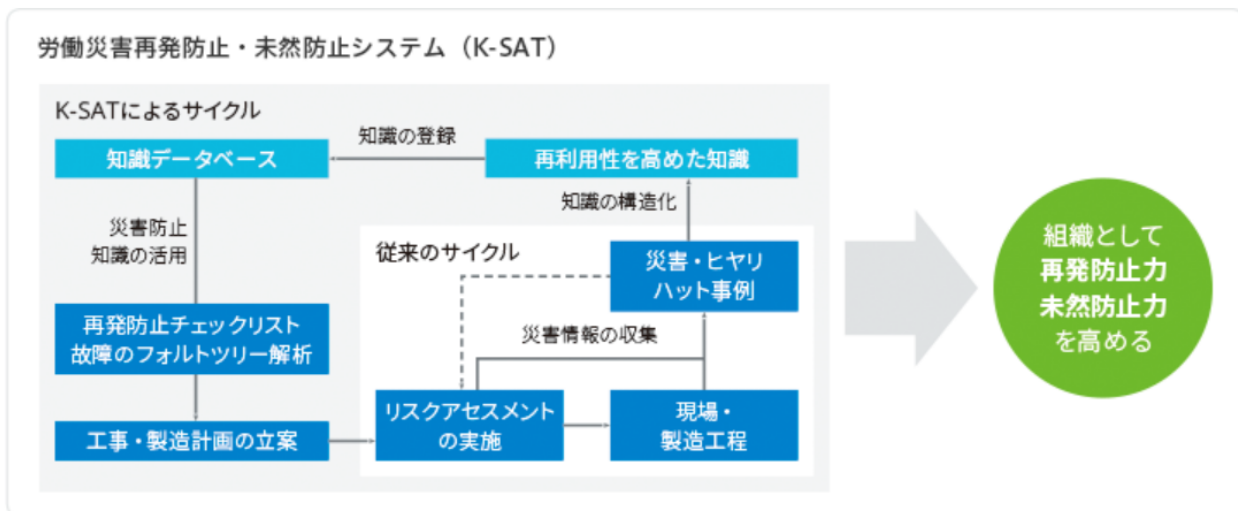 労働災害再発防止・未然防止システム（K-SAT）
K-SATによるサイクル
知識の登録
知識データベース
再利用性を高めた知識
知識の構造化
災害防止
知識の活用
従来のサイクル
災害・ヒヤリ
ハット事例
再発防止チェックリスト
故障のフォルトツリー解析
災害情報の収集
工事・製造計画の立案
リスクアセスメント
の実施
現場・
製造工程
組織として
再発防止力
未然防止力
を高める